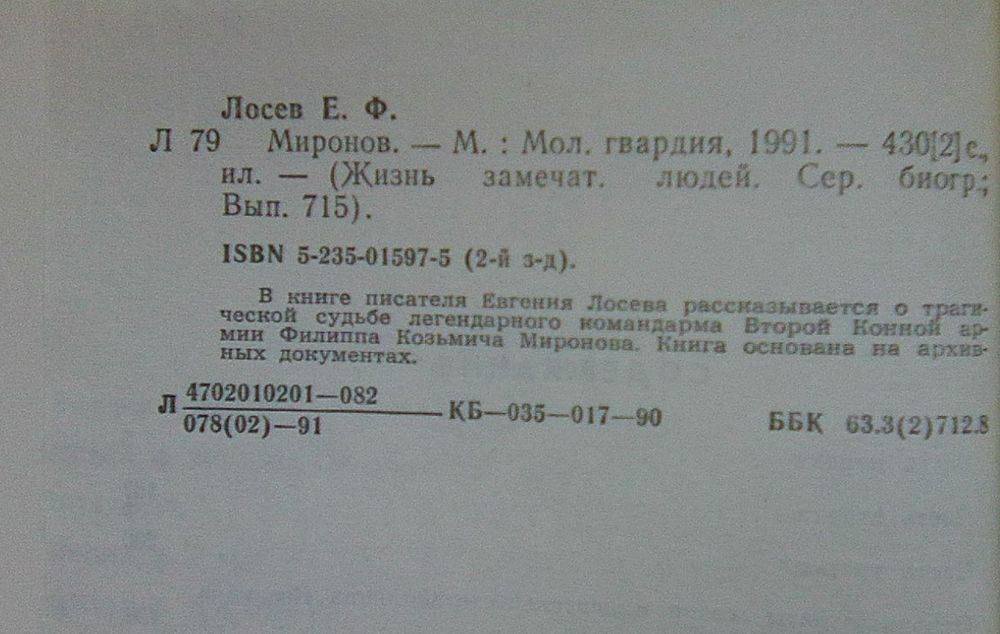 Лосев Е. Ф.
Л 79 Миронов. — М. : Мол. гвардия, 1991. — 430[2] с.,
ил. — (Жизнь замечат. людей. Сер. биогр.;
Вып. 715).
ISBN 5-235-01597-5 (2-й з-д).
В книге писателя Евгения Лосева рассказывается о траги-
ческой судьбе легендарного командарма Второй Конной ар-
мии Филиппа Козьмича Миронова. Книга основана на архив-
ных документах.
Л 4702010201—082
078(02)—91 КБ—035—017—90 ББК 63.3(2)712.8